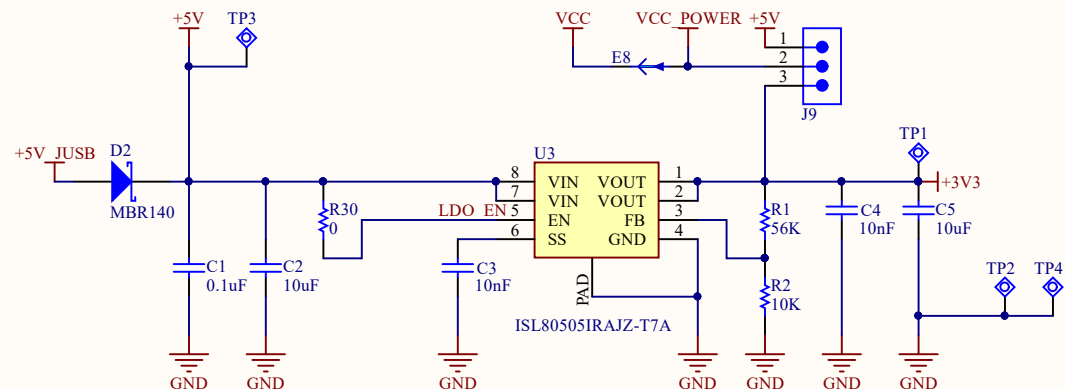 +5V
TP3
VCC
VCC_POWER
+5V
E8
1
2
3
J9
+5V_JUSB
D2
MBR140
U3
TP1
8
VIN
VOUT
1
7
VIN
VOUT
2
LDO_EN
5
EN
FB
3
6
SS
GND
4
+3V3
R30
0
R1
56K
C4
10nF
C5
10uF
C1
0.1uF
C2
10uF
C3
10nF
PAD
R2
10K
TP2
TP4
ISL80505IRAJZ-T7A
GND
GND
GND
GND
GND
GND
GND